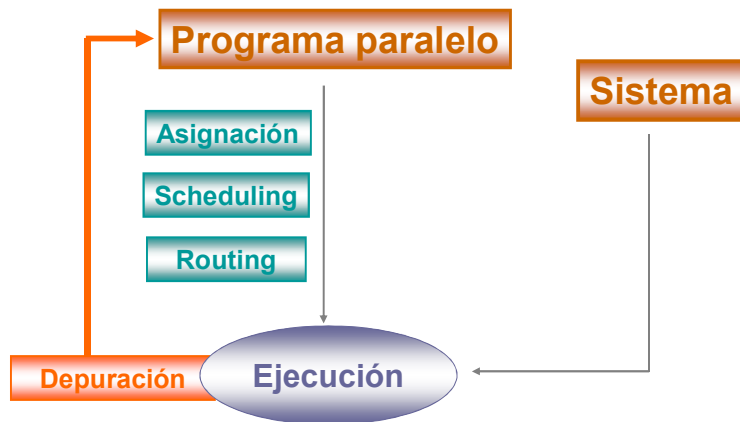 Programa paralelo
Sistema
Asignación
Scheduling
Routing
Ejecución
Depuración